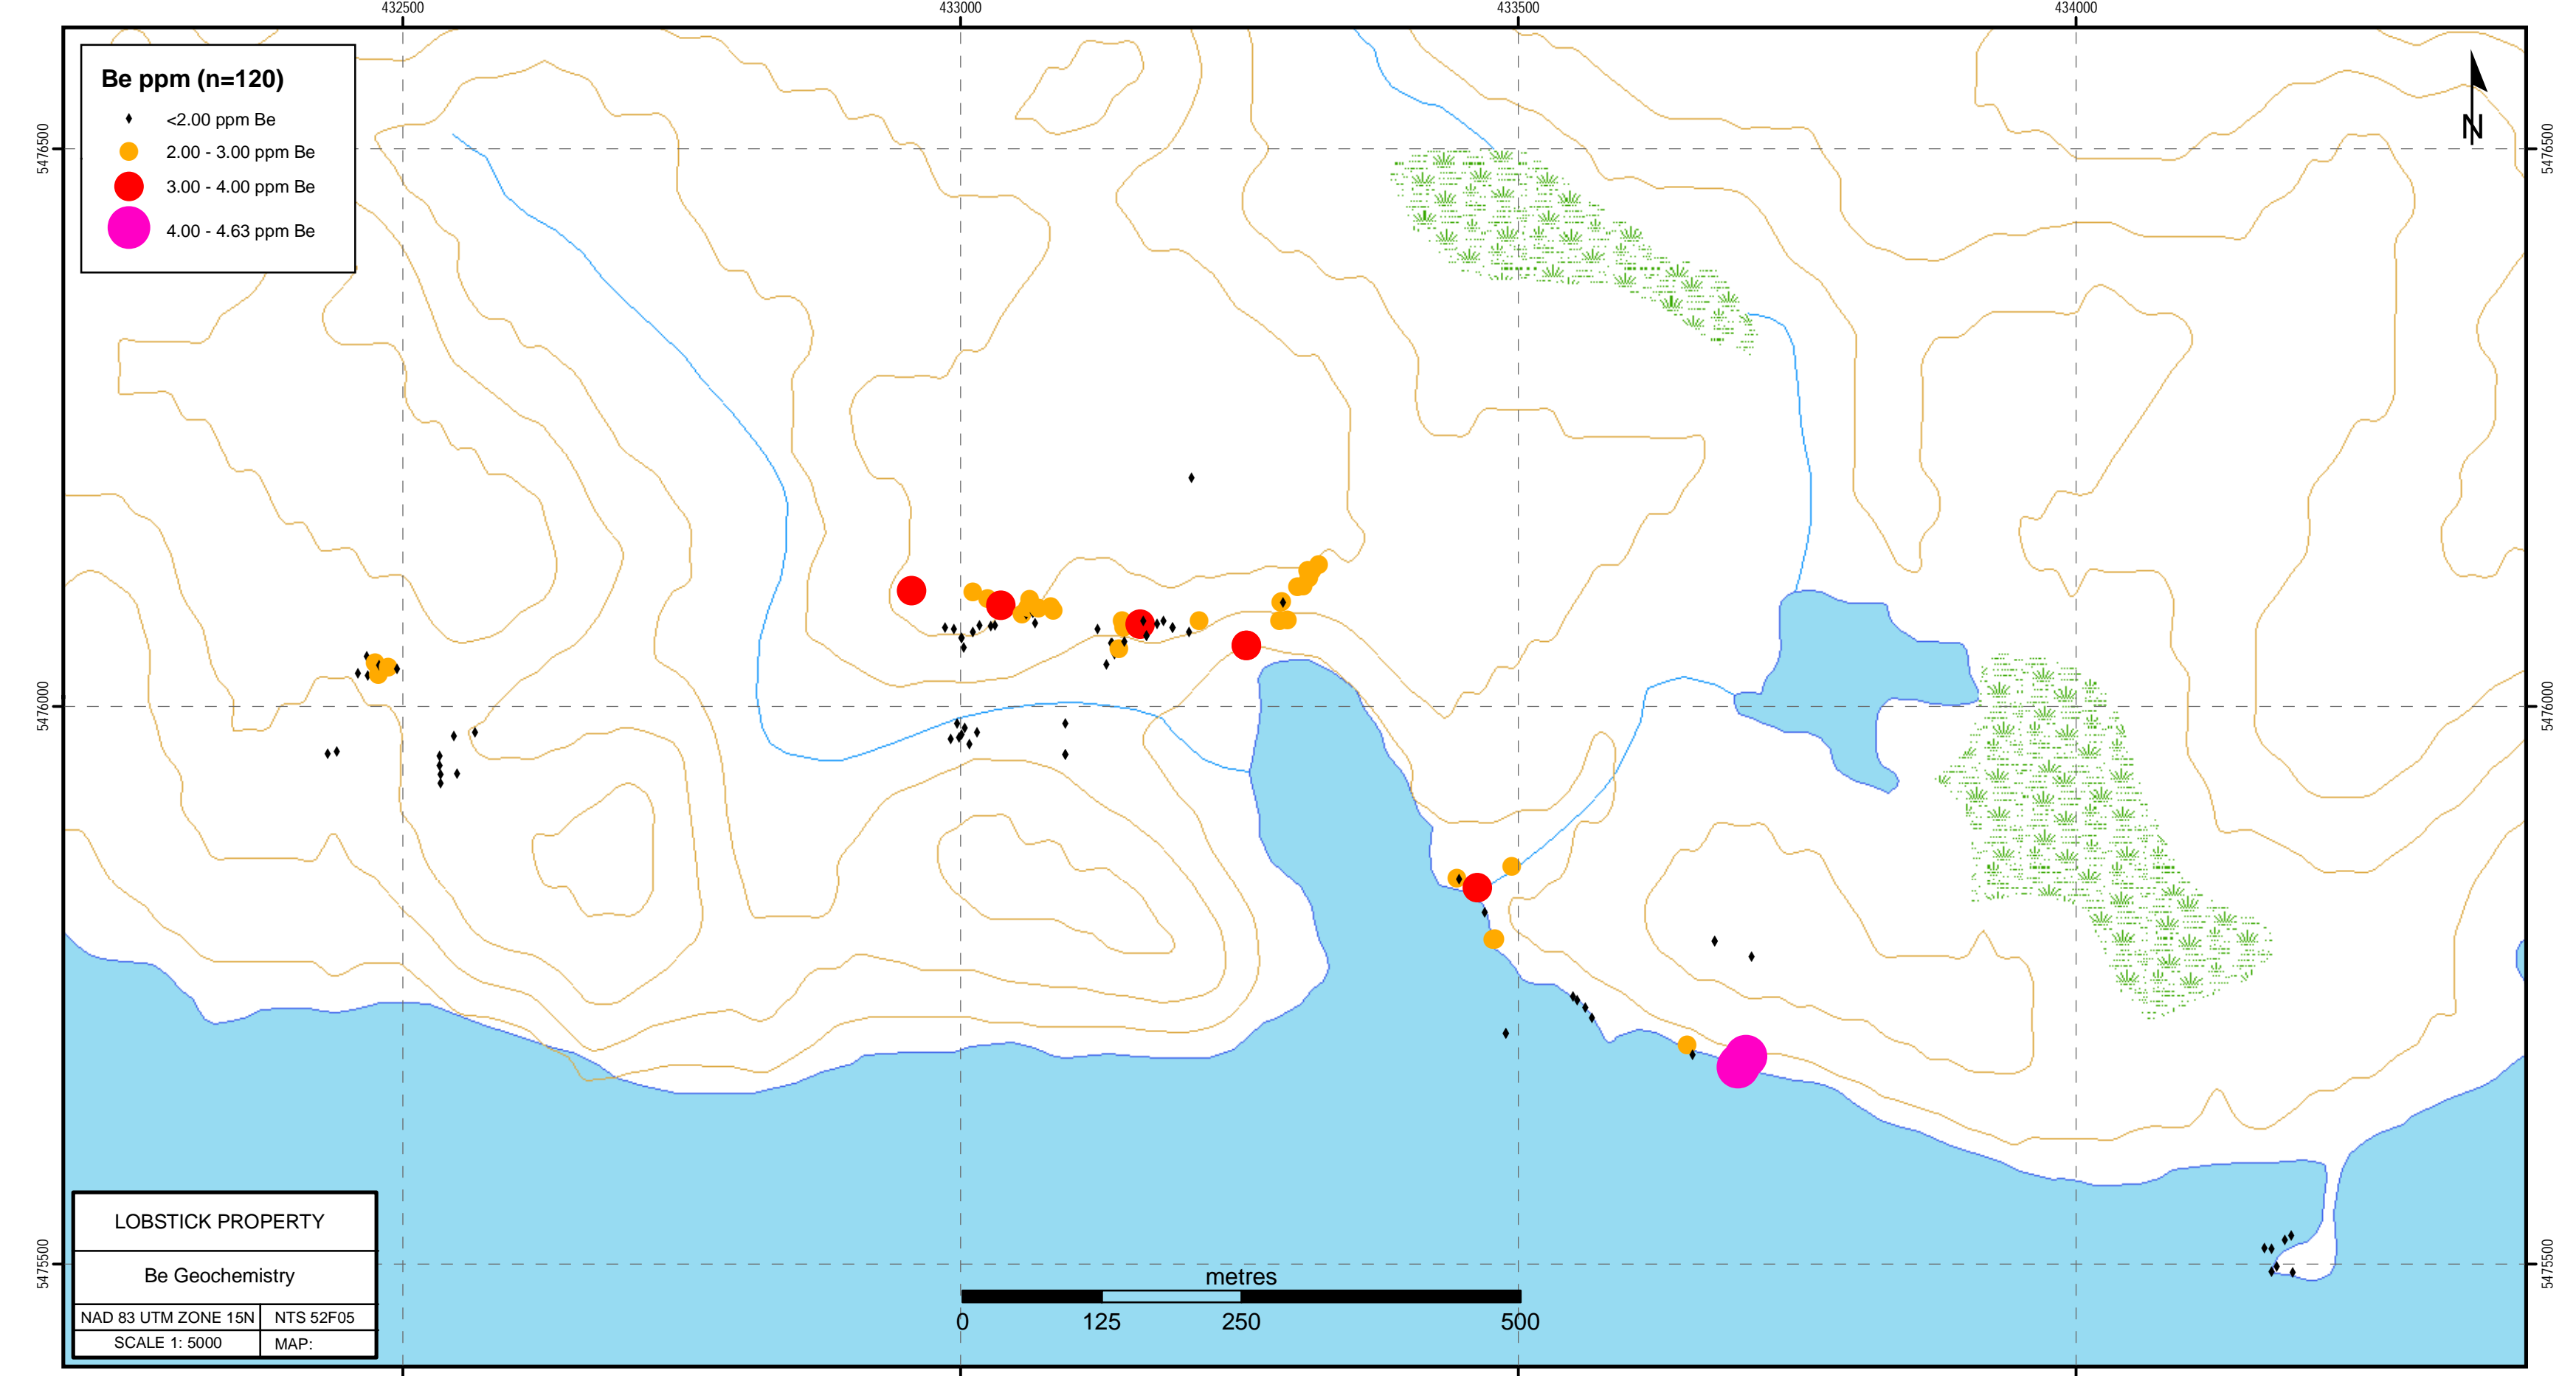 432500 433000 433500 434000
Be ppm (n=120)
<2.00 ppm Be
2.00 - 3.00 ppm Be
3.00 - 4.00 ppm Be
4.00 - 4.63 ppm Be
N
5476500 5476500
5476000 5476000
5475500 5475500
LOBSTICK PROPERTY
Be Geochemistry
NAD 83 UTM ZONE 15N NTS 52F05
SCALE 1: 5000 MAP:
metres
0 125 250 500